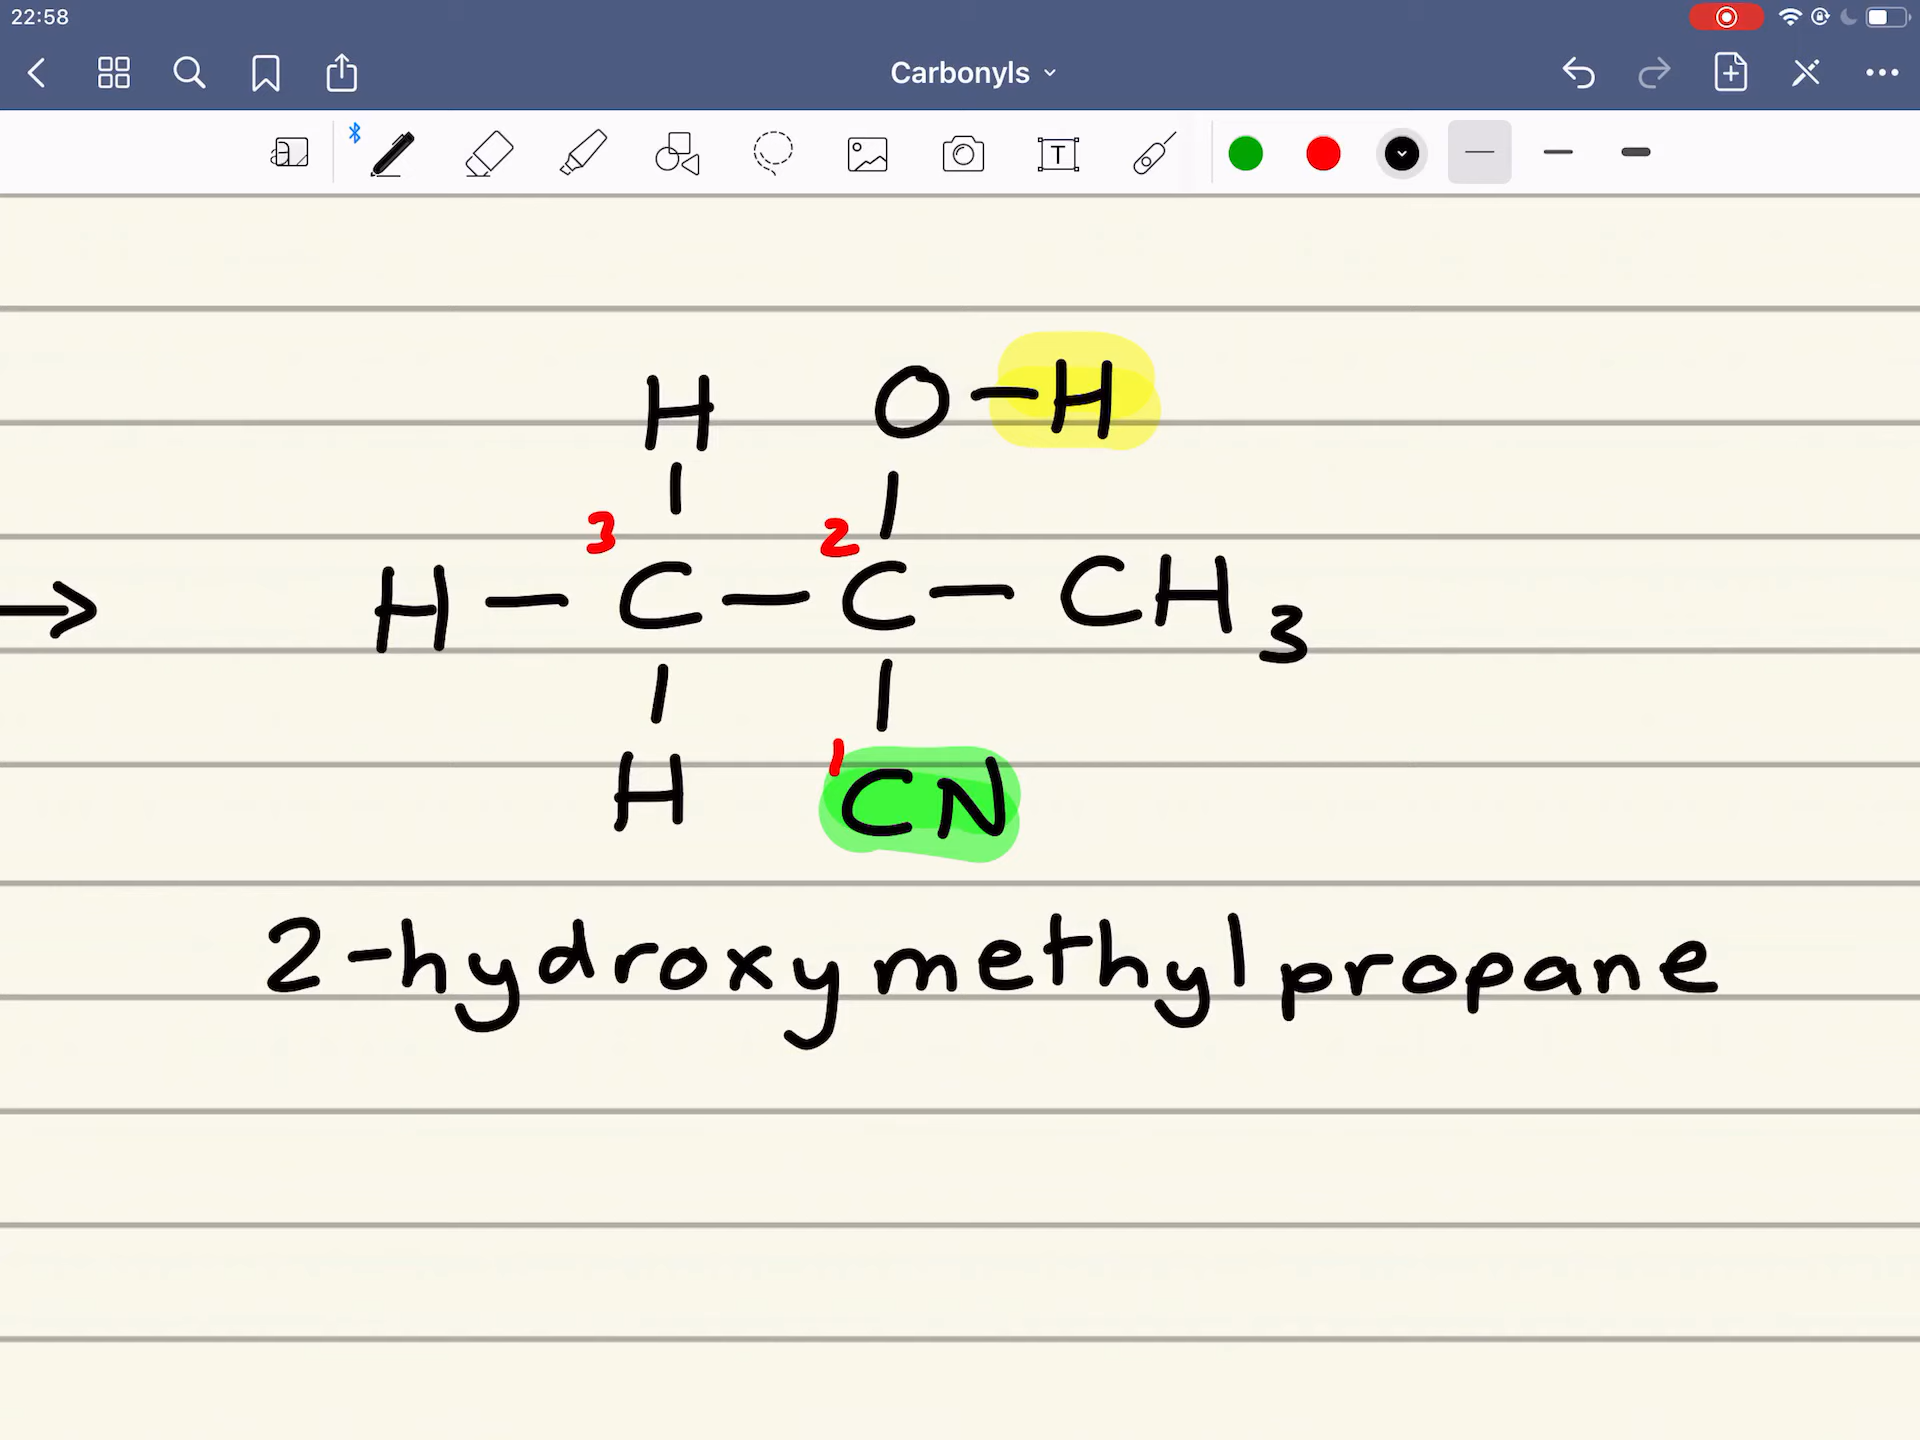 22:58
Carbonyls
T
H O-H
3 2
H-C-C-CH3
H 1CN
2-hydroxymethylpropane